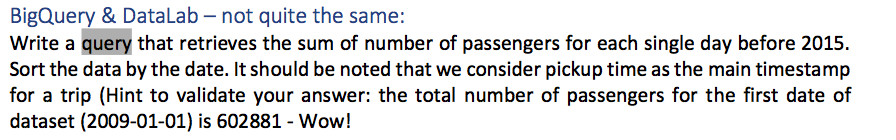 BigQuery & DataLab – not quite the same:
Write a query that retrieves the sum of number of passengers for each single day before 2015.
Sort the data by the date. It should be noted that we consider pickup time as the main timestamp
for a trip (Hint to validate your answer: the total number of passengers for the first date of
dataset (2009-01-01) is 602881 - Wow!